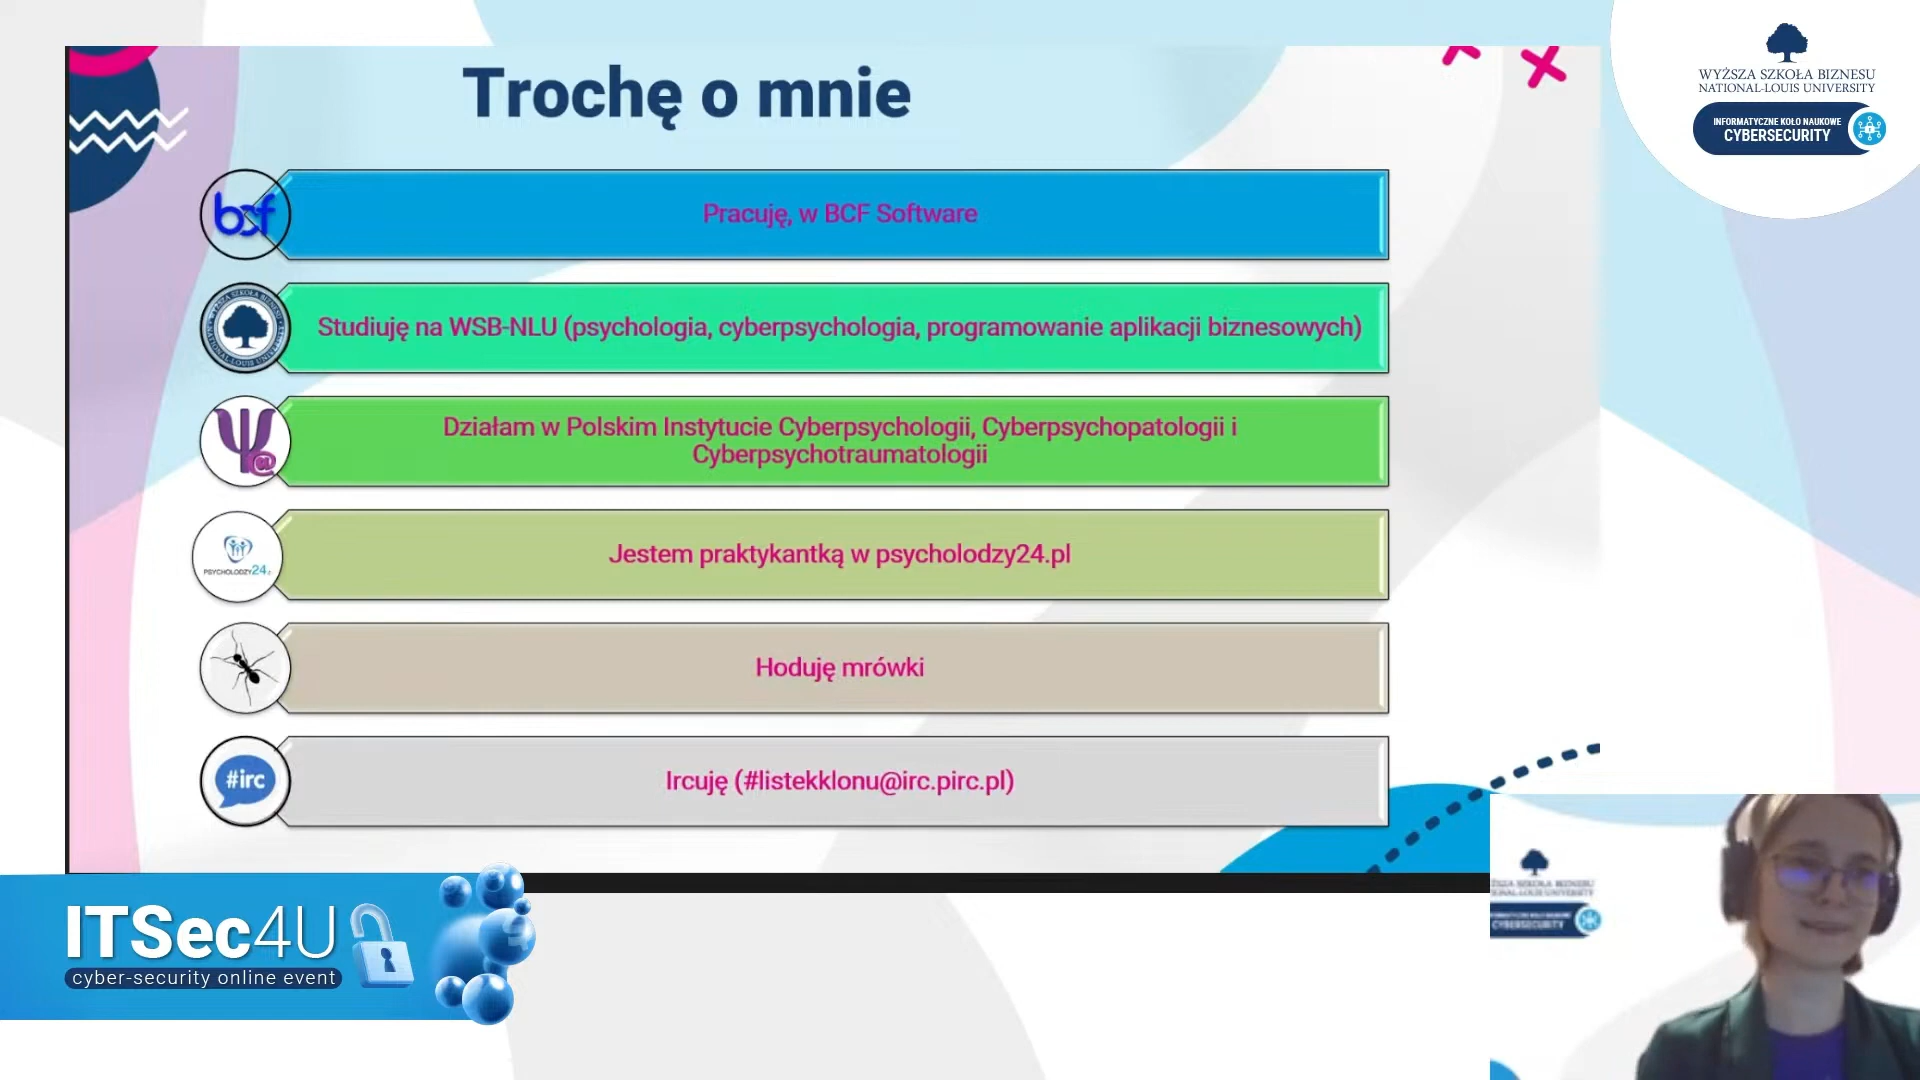 Trochę o mnie
WYŻSZA SZKOŁA BIZNESU
NATIONAL-LOUIS UNIVERSITY
INFORMATYCZNE KOŁO NAUKOWE
CYBERSECURITY
bcf
Pracuję, w BCF Software
Studiuję na WSB-NLU (psychologia, cyberpsychologia, programowanie aplikacji biznesowych)
Działam w Polskim Instytucie Cyberpsychologii, Cyberpsychopatologii i
Cyberpsychotraumatologii
PSYCHOLODZY24
Jestem praktykantką w psycholodzy24.pl
Hoduję mrówki
#irc
Ircuję (#listekklonu@irc.pirc.pl)
ITSec4U
cyber-security online event